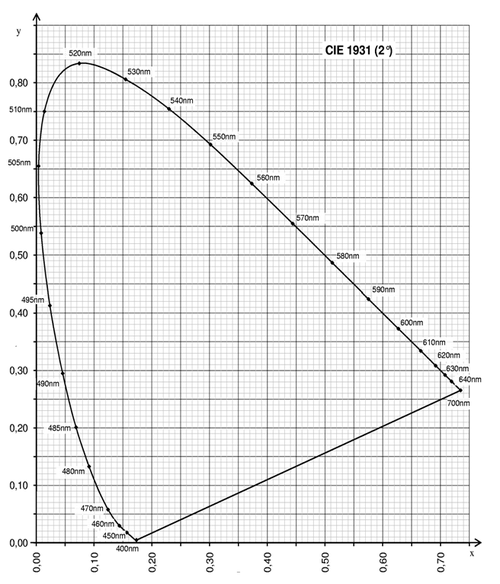 y
CIE 1931 (2°)
520nm
530nm
0,80
540nm
510nm
550nm
0,70
505nm
560nm
0,60
570nm
500nm
0,50
580nm
590nm
495nm
0,40
600nm
610nm
620nm
630nm
0,30
490nm
640nm
700nm
0,20
485nm
480nm
0,10
470nm
460nm
450nm
0,00
400nm
x
0,00
0,10
0,20
0,30
0,40
0,50
0,60
0,70